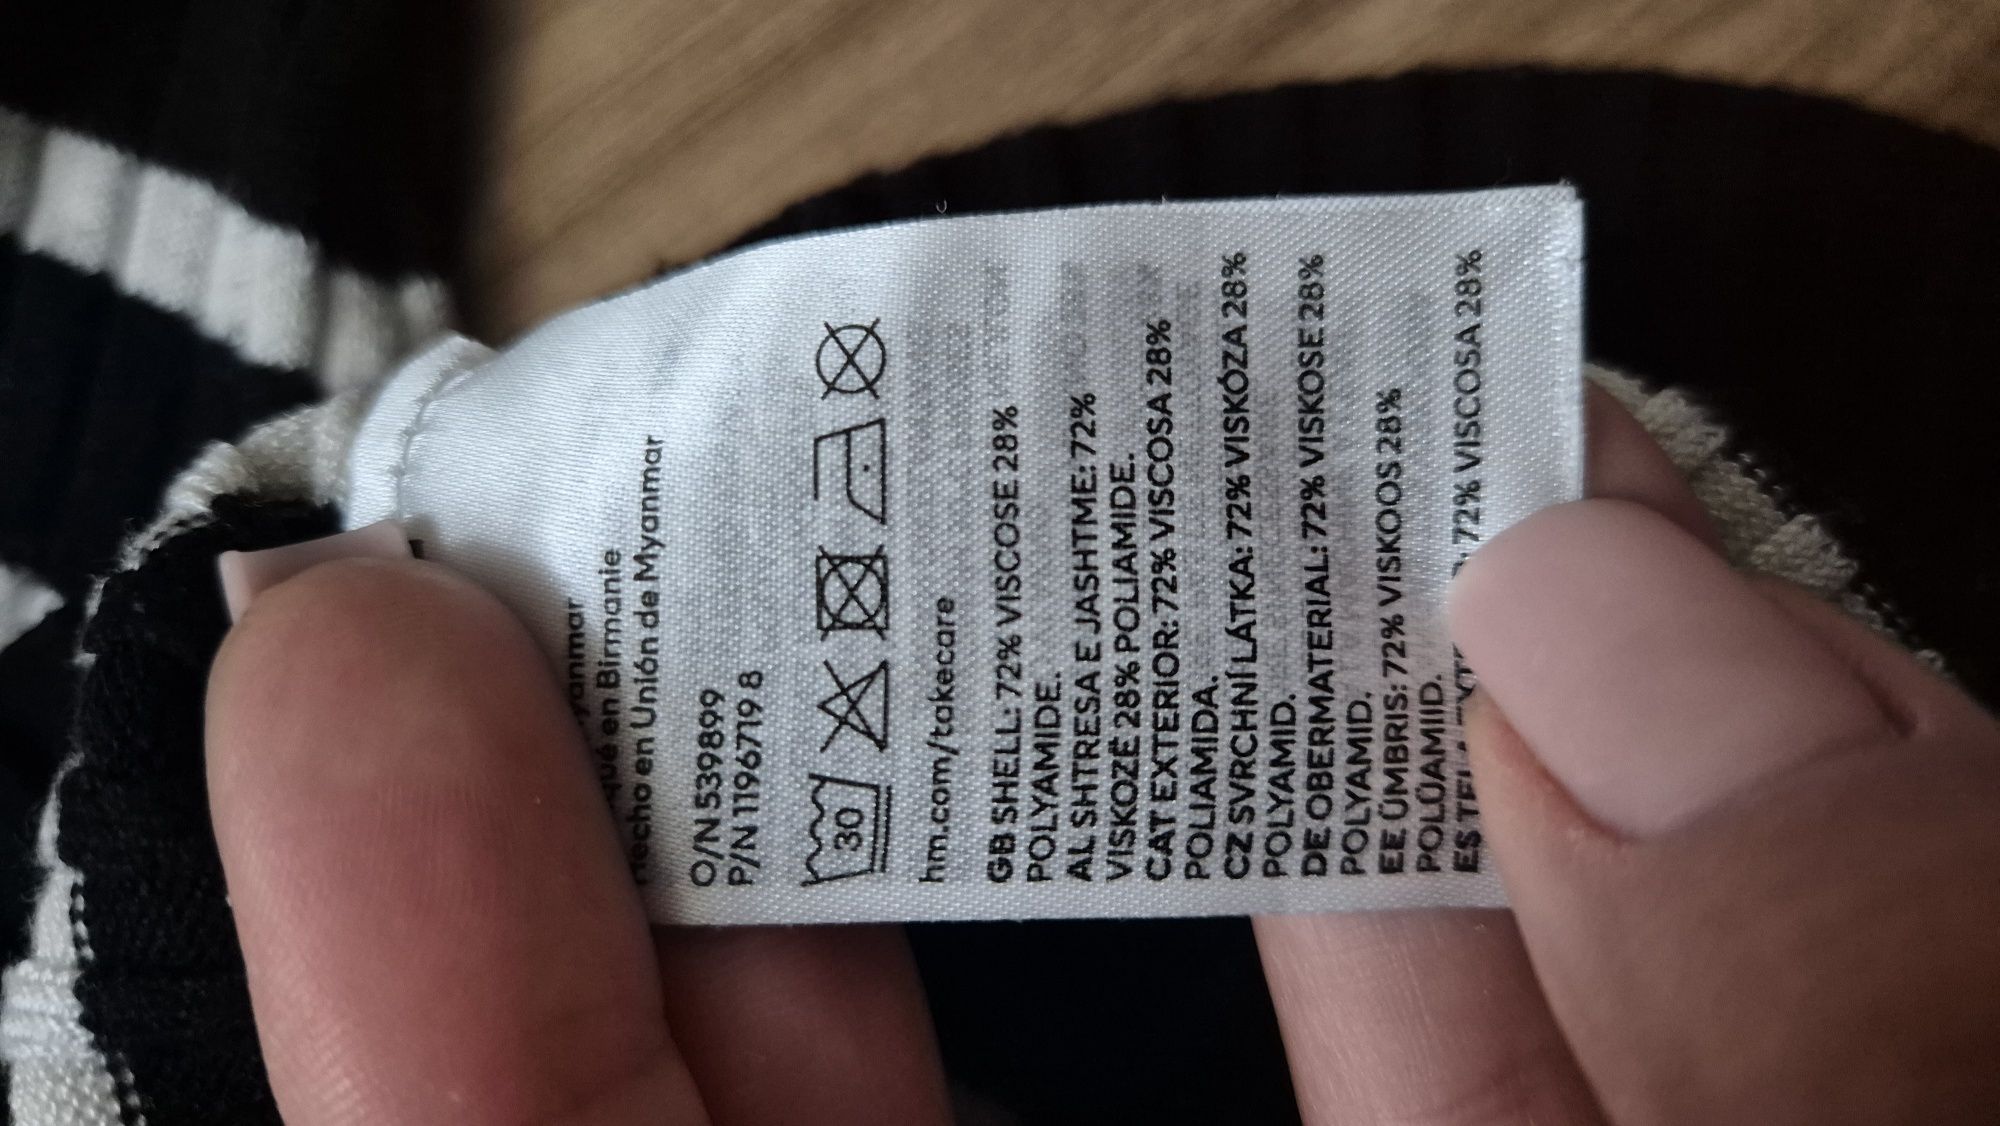 yanmar
en Birmanie
Hecho en Unión de Myanmar
O/N 539899
P/N 1196719 8
30
hm.com/takecare
GB SHELL: 72% VISCOSE 28%
POLYAMIDE.
AL SHTRESA E JASHTME: 72%
VISKOZË 28% POLIAMIDE.
CAT EXTERIOR: 72% VISCOSA 28%
POLIAMIDA.
CZ SVRCHNÍ LÁTKA: 72% VISKÓZA 28%
POLYAMID.
DE OBERMATERIAL: 72% VISKOSE 28%
POLYAMID.
EE ÜMBRIS: 72% VISKOOS 28%
POLÜAMIID.
ES 72% VISCOSA 28%